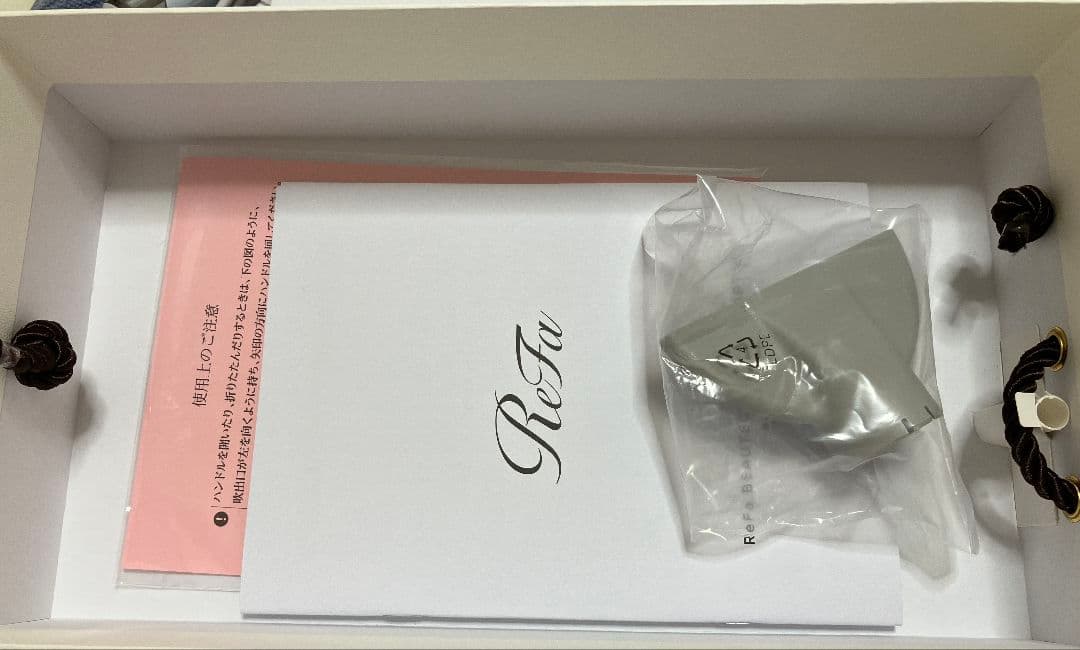 使用上のご注意
ハンドルを開いたり、折りたたんだりするときは、下の図のように、
吹出口が左を向くように持ち、矢印の方向にハンドルを回してください。
ReFa
4
LDPE
ReFa BEAUTE